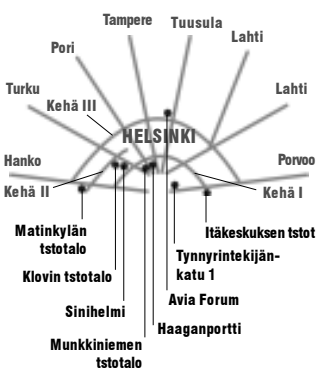 Tampere
Tuusula
Pori
Lahti
Turku
Kehä III
Lahti
HELSINKI
Hanko
Porvoo
Kehä II
Kehä I
Matinkylän
tstotalo
Itäkeskuksen tstot
Klovin tstotalo
Tynnyrintekijän-
katu 1
Sinihelmi
Avia Forum
Haaganportti
Munkkiniemen
tstotalo